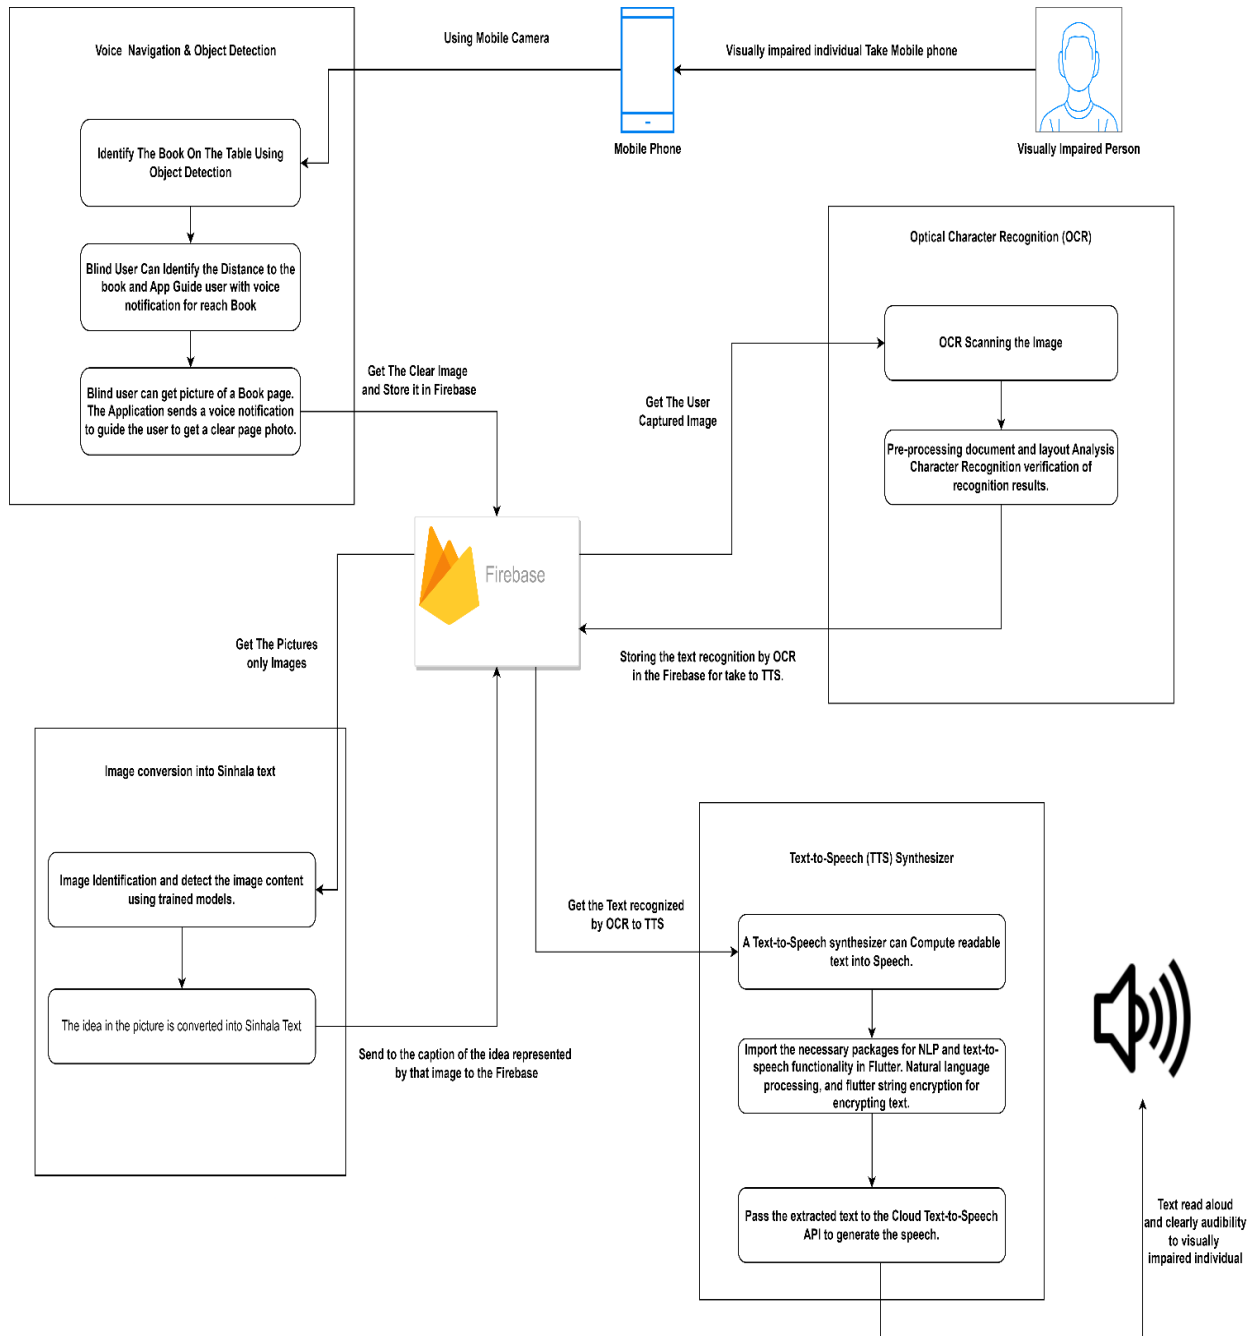 Voice Navigation & Object Detection
Using Mobile Camera
Visually impaired individual Take Mobile phone
Mobile Phone
Visually Impaired Person
Identify The Book On The Table Using
Object Detection
Blind User Can Identify the Distance to the
book and App Guide user with voice
notification for reach Book
Blind user can get picture of a Book page.
The Application sends a voice notification
to guide the user to get a clear page photo.
Get The Clear Image
and Store it in Firebase
Optical Character Recognition (OCR)
OCR Scanning the Image
Get The User
Captured Image
Pre-processing document and layout Analysis
Character Recognition verification of
recognition results.
Firebase
Storing the text recognition by OCR
in the Firebase for take to TTS.
Get The Pictures
only Images
Image conversion into Sinhala text
Image Identification and detect the image content
using trained models.
The idea in the picture is converted into Sinhala Text
Send to the caption of the idea represented
by that image to the Firebase
Get the Text recognized
by OCR to TTS
Text-to-Speech (TTS) Synthesizer
A Text-to-Speech synthesizer can Compute readable
text into Speech.
Import the necessary packages for NLP and text-to-
speech functionality in Flutter. Natural language
processing, and flutter string encryption for
encrypting text.
Pass the extracted text to the Cloud Text-to-Speech
API to generate the speech.
Text read aloud
and clearly audibility
to visually
impaired individual